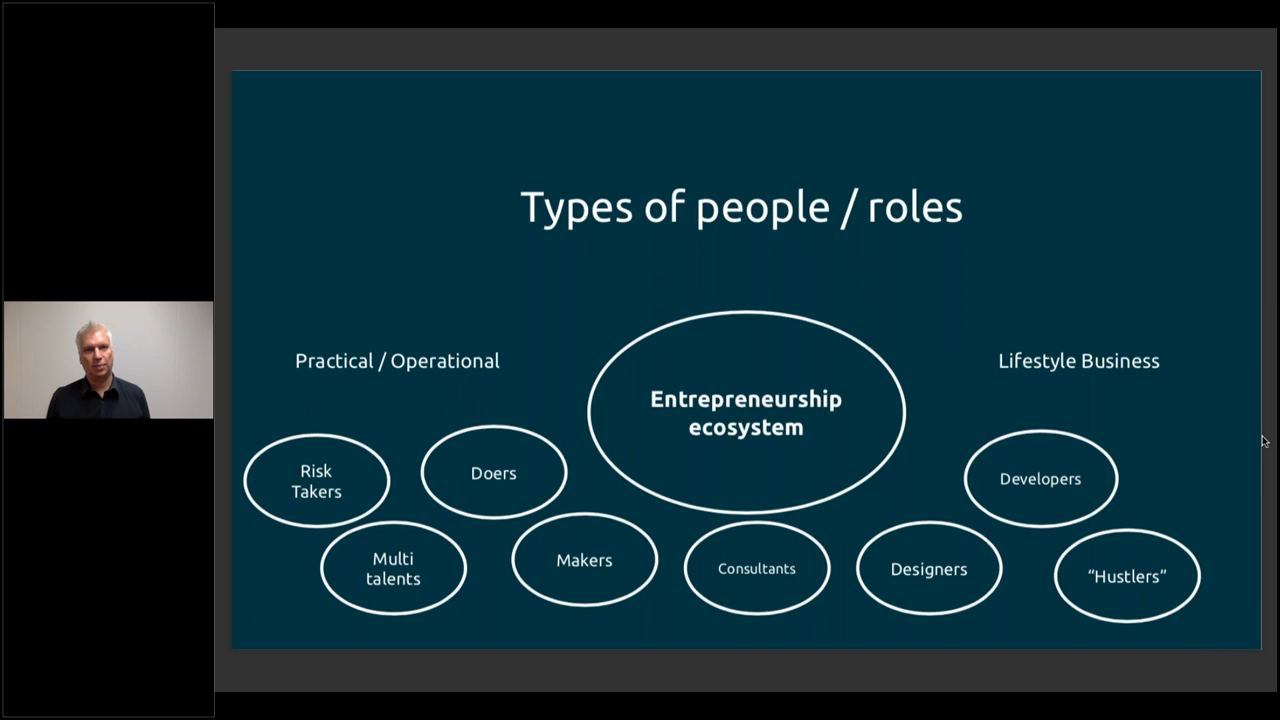 Types of people / roles
Practical / Operational
Lifestyle Business
Entrepreneurship
ecosystem
Risk
Takers
Doers
Developers
Multi
talents
Makers
Consultants
Designers
“Hustlers”